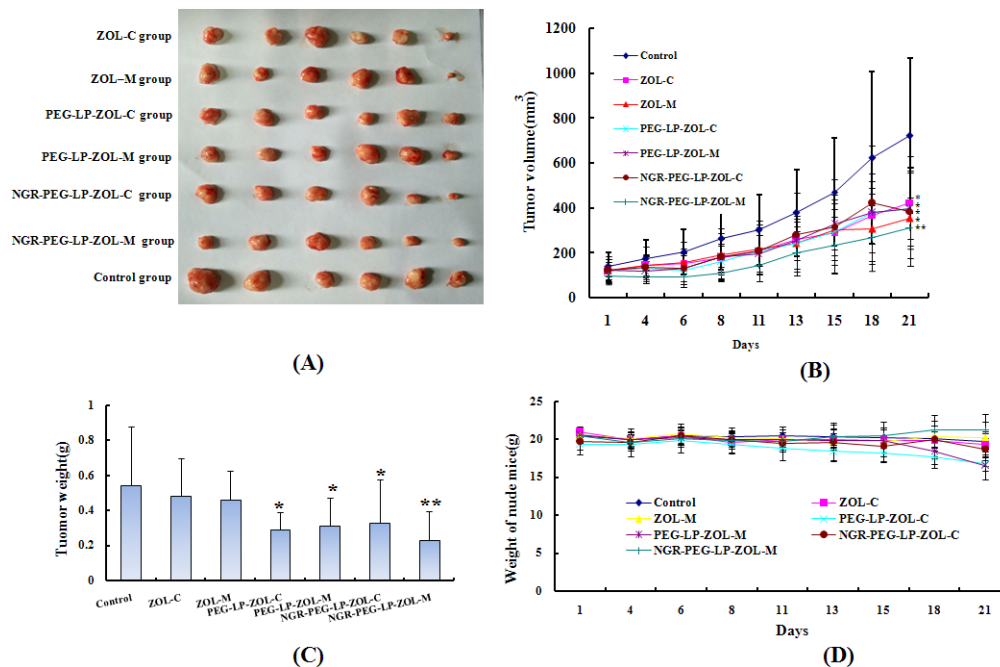 ZOL-C group
ZOL–M group
PEG-LP-ZOL-C group
PEG-LP-ZOL-M group
NGR-PEG-LP-ZOL-C group
NGR-PEG-LP-ZOL-M group
Control group
(A)
Tumor volume(mm3
1200
1000
800
600
400
200
0
Control
ZOL-C
ZOL-M
PEG-LP-ZOL-C
PEG-LP-ZOL-M
NGR-PEG-LP-ZOL-C
NGR-PEG-LP-ZOL-M
*
*
*
*
**
1 4 6 8 11 13 15 18 21
Days
(B)
Tuomor weight(g)
1
0.8
0.6
0.4
0.2
0
* * * **
Control ZOL-C ZOL-M PEG-LP-ZOL-C PEG-LP-ZOL-M NGR-PEG-LP-ZOL-C NGR-PEG-LP-ZOL-M
(C)
Weight of nude mice(g)
25
20
15
10
5
0
Control ZOL-C
ZOL-M PEG-LP-ZOL-C
PEG-LP-ZOL-M NGR-PEG-LP-ZOL-C
NGR-PEG-LP-ZOL-M
1 4 6 8 11 13 15 18 21
Days
(D)